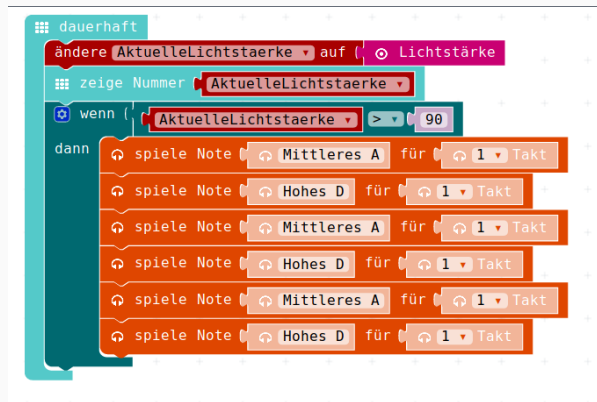 dauerhaft
ändere AktuelleLichtstaerke auf Lichtstärke
zeige Nummer AktuelleLichtstaerke
wenn AktuelleLichtstaerke > 90
dann spiele Note Mittleres A für 1 Takt
spiele Note Hohes D für 1 Takt
spiele Note Mittleres A für 1 Takt
spiele Note Hohes D für 1 Takt
spiele Note Mittleres A für 1 Takt
spiele Note Hohes D für 1 Takt